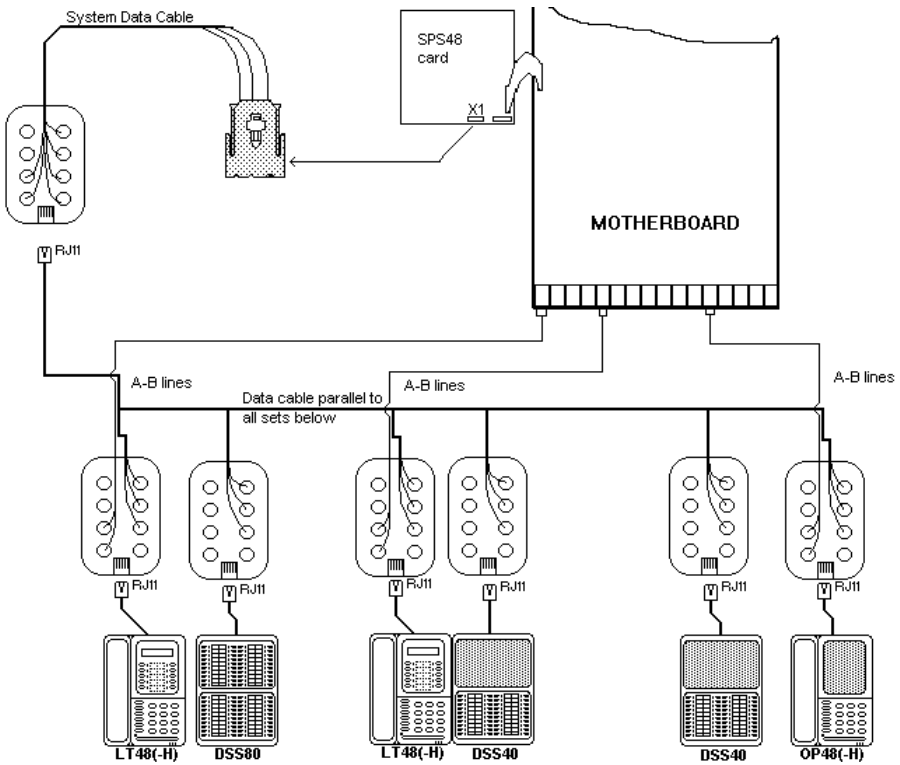 System Data Cable
SPS48
card
X1
MOTHERBOARD
RJ11
A-B lines
A-B lines
A-B lines
Data cable parallel to
all sets below
RJ11
RJ11
RJ11
RJ11
RJ11
RJ11
LT48(-H)
DSS80
LT48(-H)
DSS40
DSS40
OP48(-H)